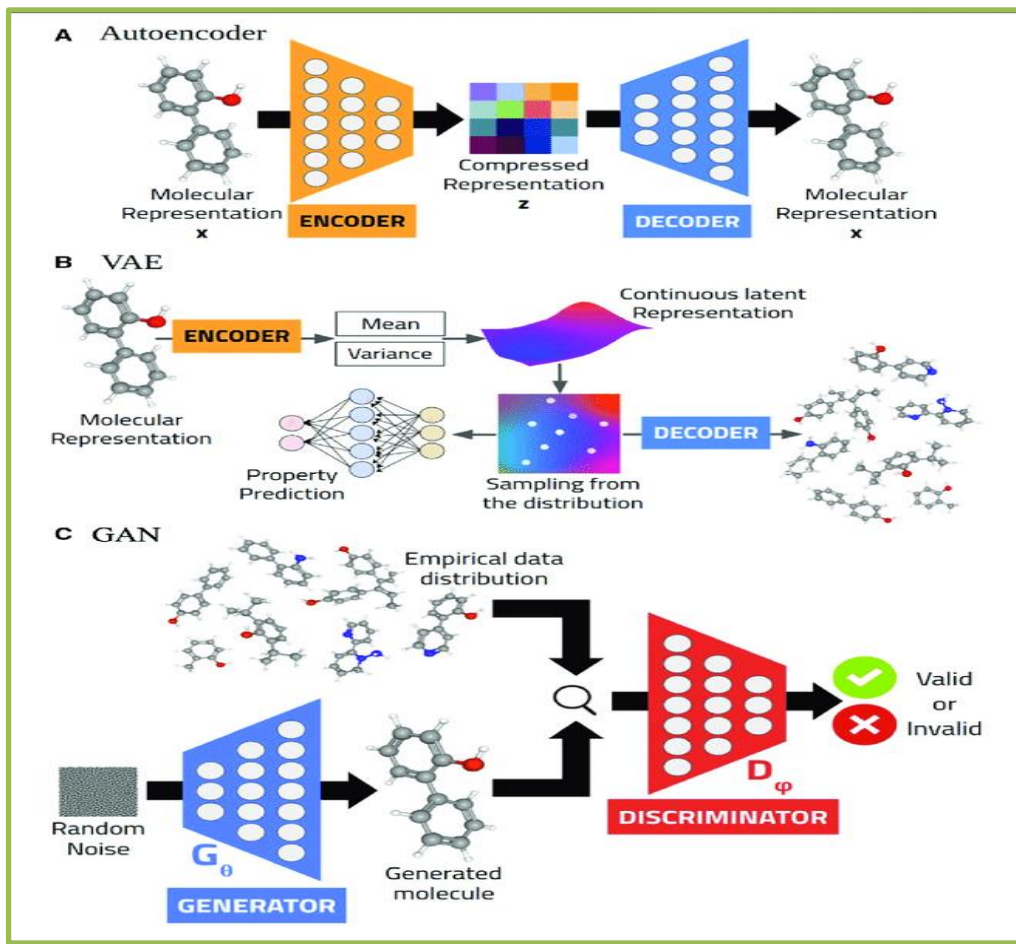 A Autoencoder
Molecular
Representation
x
ENCODER
Compressed
Representation
z
DECODER
Molecular
Representation
x
B VAE
Molecular
Representation
ENCODER
Mean
Variance
Continuous latent
Representation
Property
Prediction
Sampling from
the distribution
DECODER
C GAN
Empirical data
distribution
Random
Noise
Gθ
GENERATOR
Generated
molecule
Dφ
DISCRIMINATOR
Valid
or
Invalid